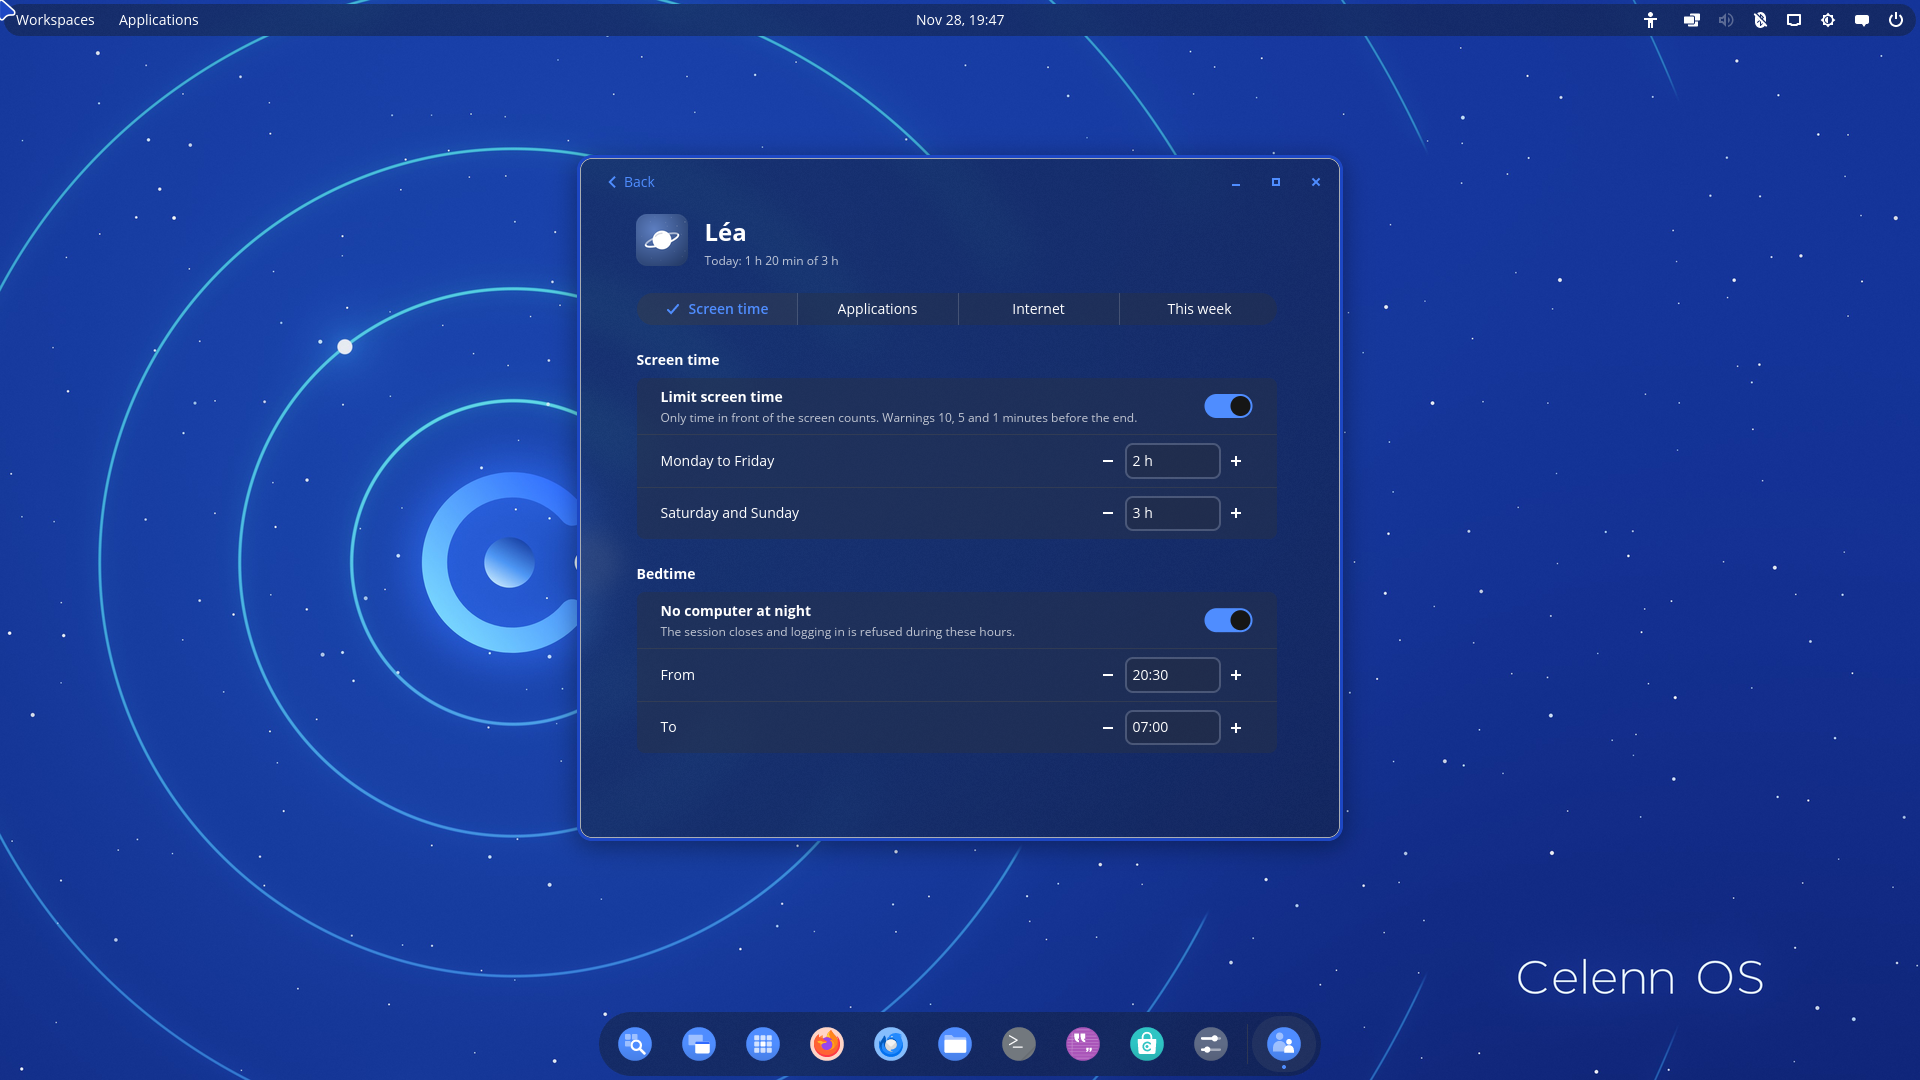 Workspaces Applications Nov 28, 19:47
Back
Léa
Today: 1 h 20 min of 3 h
Screen time Applications Internet This week
Screen time
Limit screen time
Only time in front of the screen counts. Warnings 10, 5 and 1 minutes before the end.
Monday to Friday − 2 h +
Saturday and Sunday − 3 h +
Bedtime
No computer at night
The session closes and logging in is refused during these hours.
From − 20:30 +
To − 07:00 +
Celenn OS